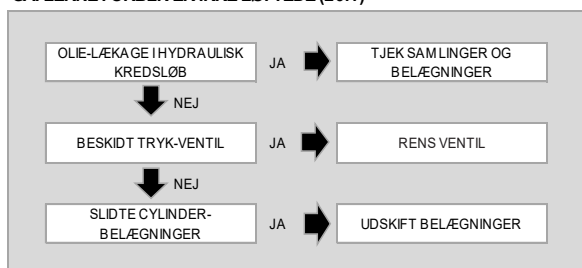 OLIE-LÆKAGE I HYDRAULISK
KREDSLØB
JA
TJEK SAMLINGER OG
BELÆGNINGER
NEJ
BESKIDT TRYK-VENTIL
JA
RENS VENTIL
NEJ
SLIDTE CYLINDER-
BELÆGNINGER
JA
UDSKIFT BELÆGNINGER